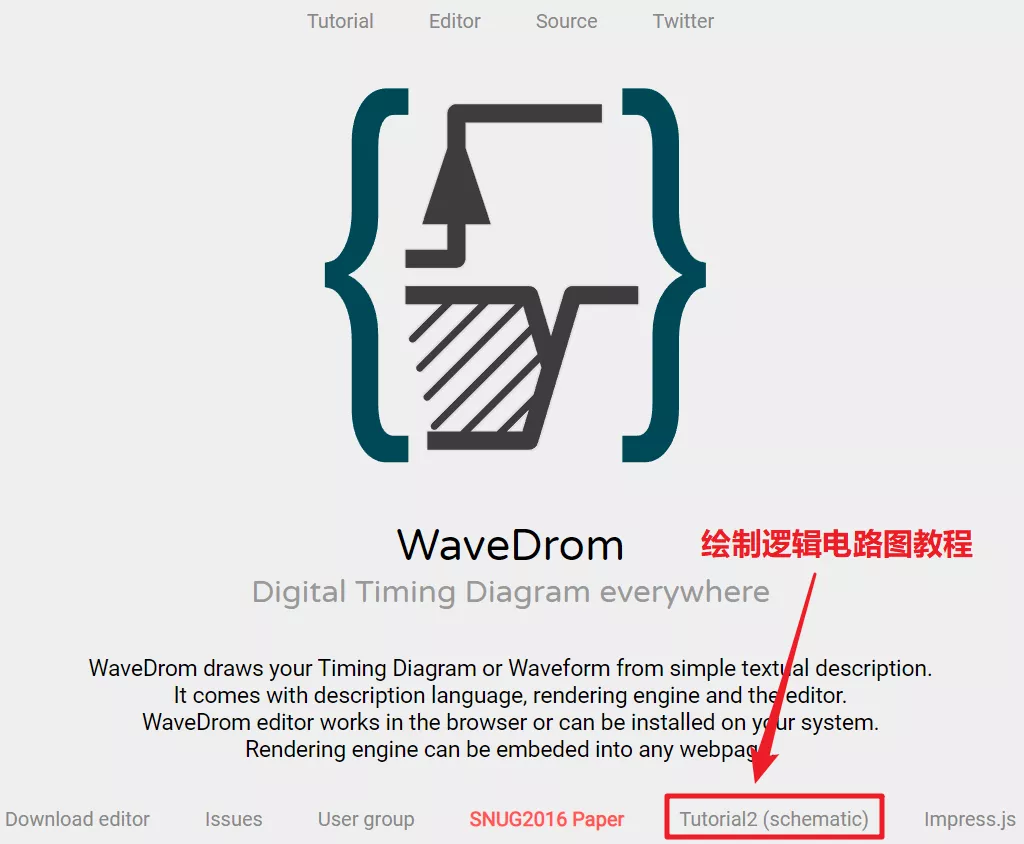 Tutorial Editor Source Twitter
WaveDrom
绘制逻辑电路图教程
Digital Timing Diagram everywhere
WaveDrom draws your Timing Diagram or Waveform from simple textual description.
It comes with description language, rendering engine and the editor.
WaveDrom editor works in the browser or can be installed on your system.
Rendering engine can be embeded into any webpag
Download editor Issues User group SNUG2016 Paper Tutorial2 (schematic) Impress.js